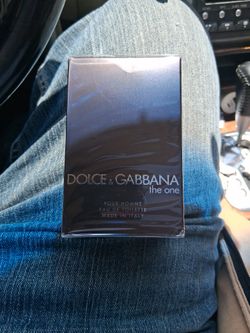 DOLCE & GABBANA
the one
POUR HOMME
EAU DE TOILETTE
MADE IN ITALY